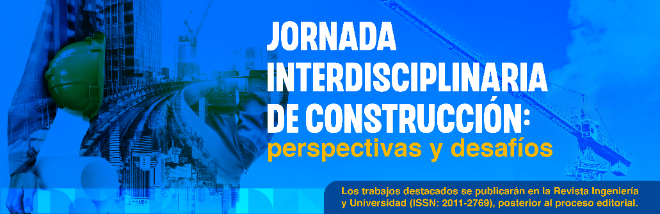 JORNADA
INTERDISCIPLINARIA
DE CONSTRUCCIÓN:
perspectivas y desafíos
Los trabajos destacados se publicarán en la Revista Ingeniería
y Universidad (ISSN: 2011-2769), posterior al proceso editorial.